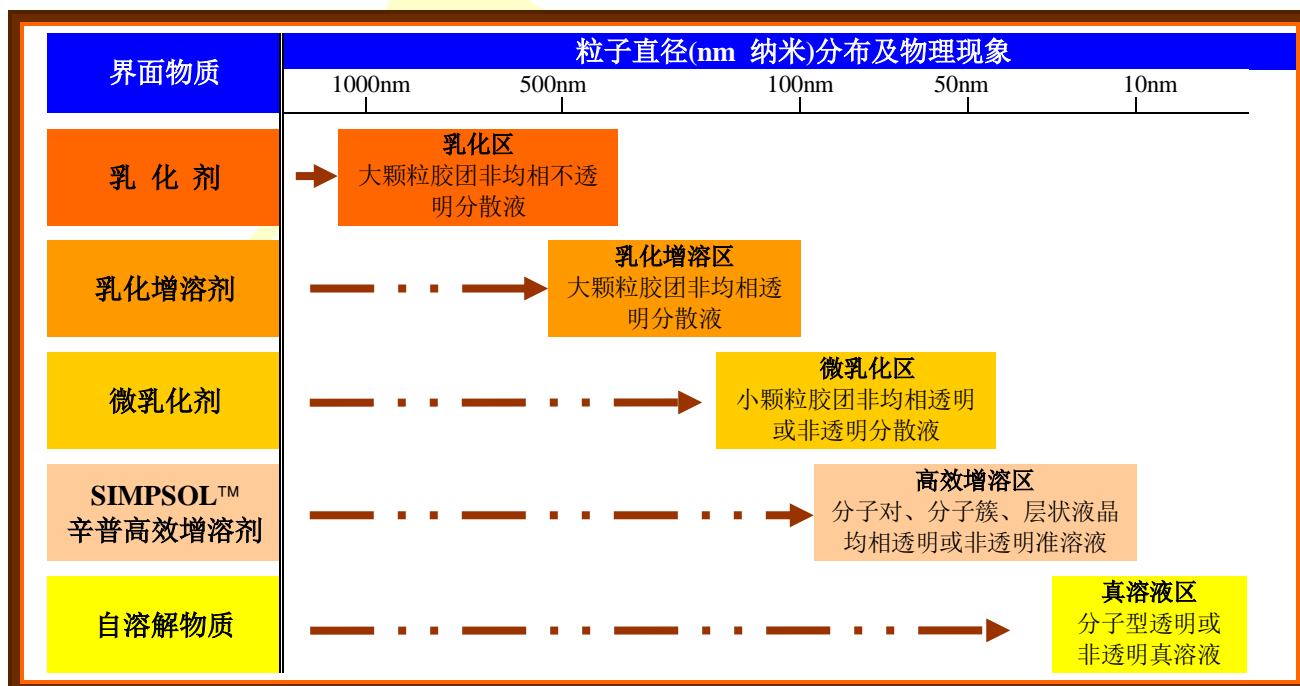 界面物质
粒子直径(nm 纳米)分布及物理现象
1000nm 500nm 100nm 50nm 10nm
乳 化 剂
乳化区
大颗粒胶团非均相不透
明分散液
乳化增溶剂
乳化增溶区
大颗粒胶团非均相透
明分散液
微乳化剂
微乳化区
小颗粒胶团非均相透明
或非透明分散液
SIMPSOL™
辛普高效增溶剂
高效增溶区
分子对、分子簇、层状液晶
均相透明或非透明准溶液
自溶解物质
真溶液区
分子型透明或
非透明真溶液